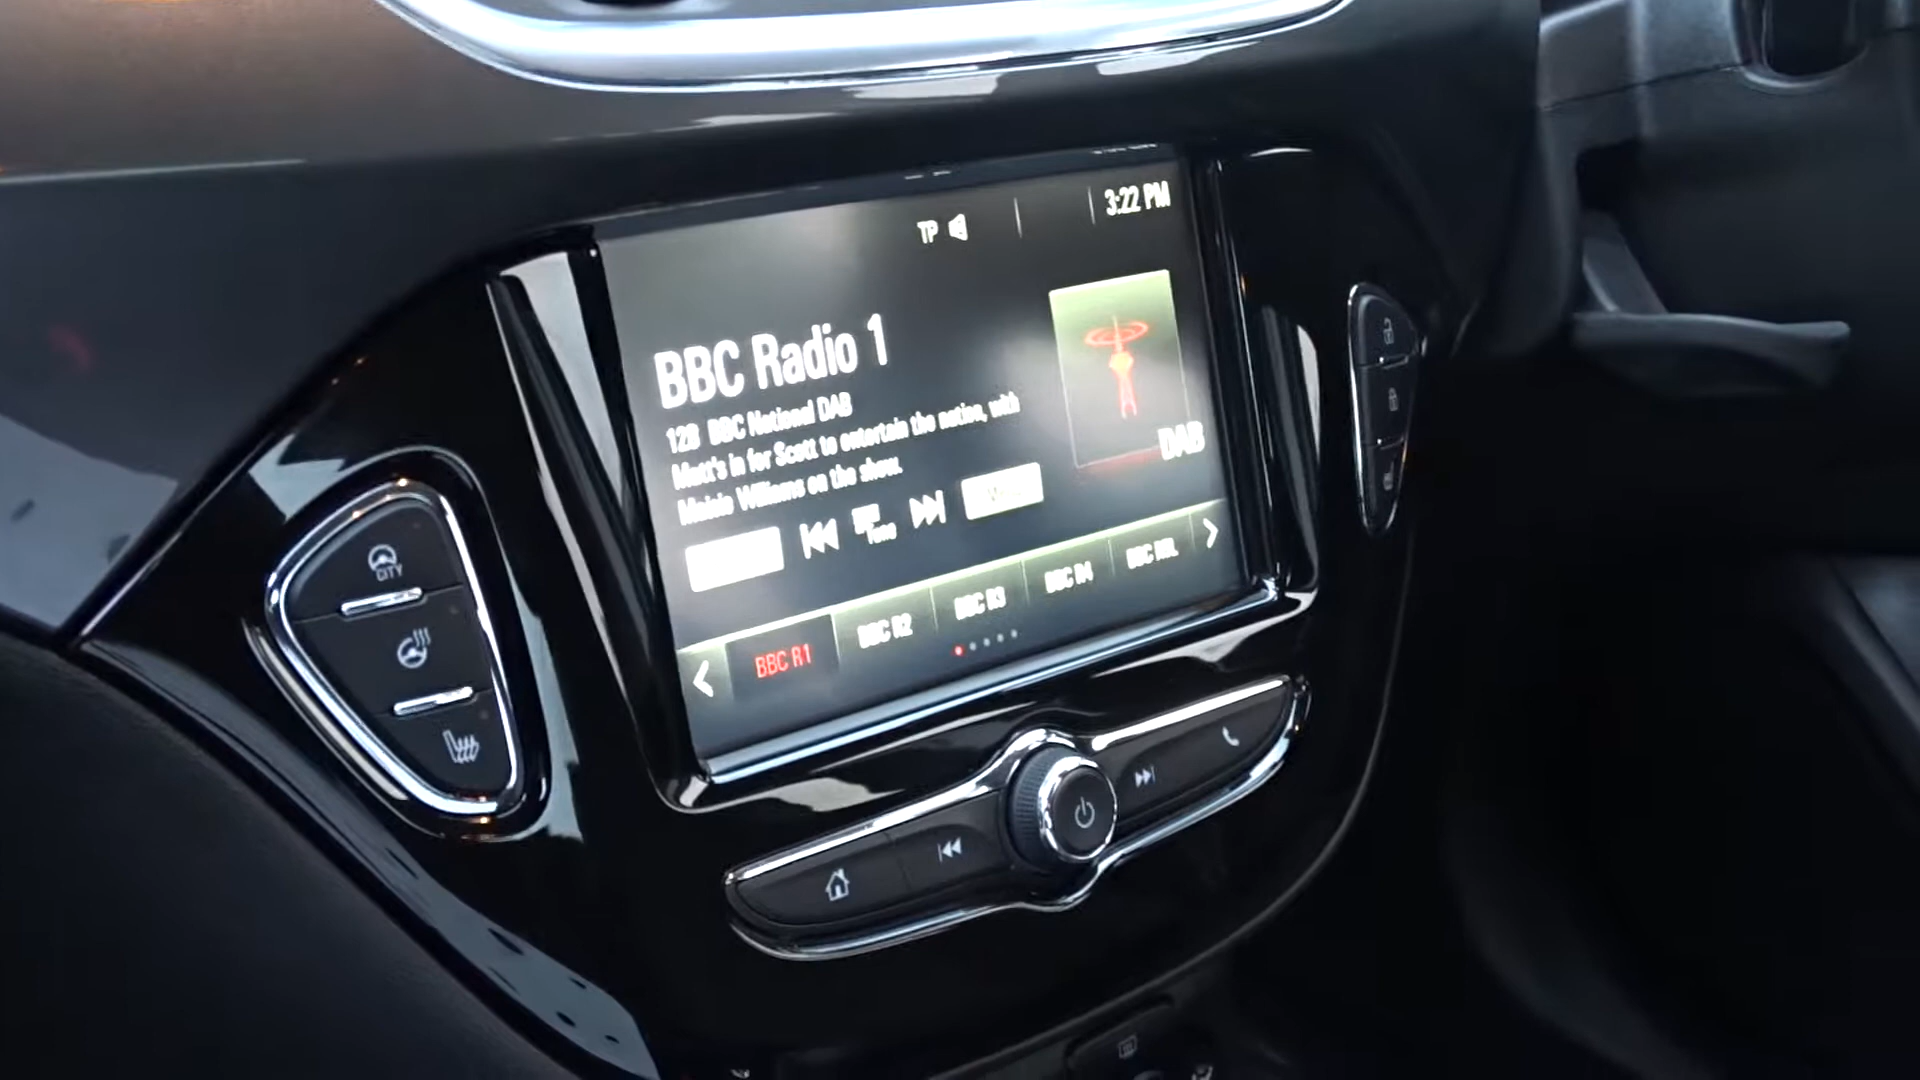 TP
3:22 PM
BBC Radio 1
128 BBC National DAB
Matt's in for Scott to entertain the nation, with
Maisie Williams on the show.
DAB
Tune
BBC R1
BBC R2
BBC R3
BBC R4
CITY